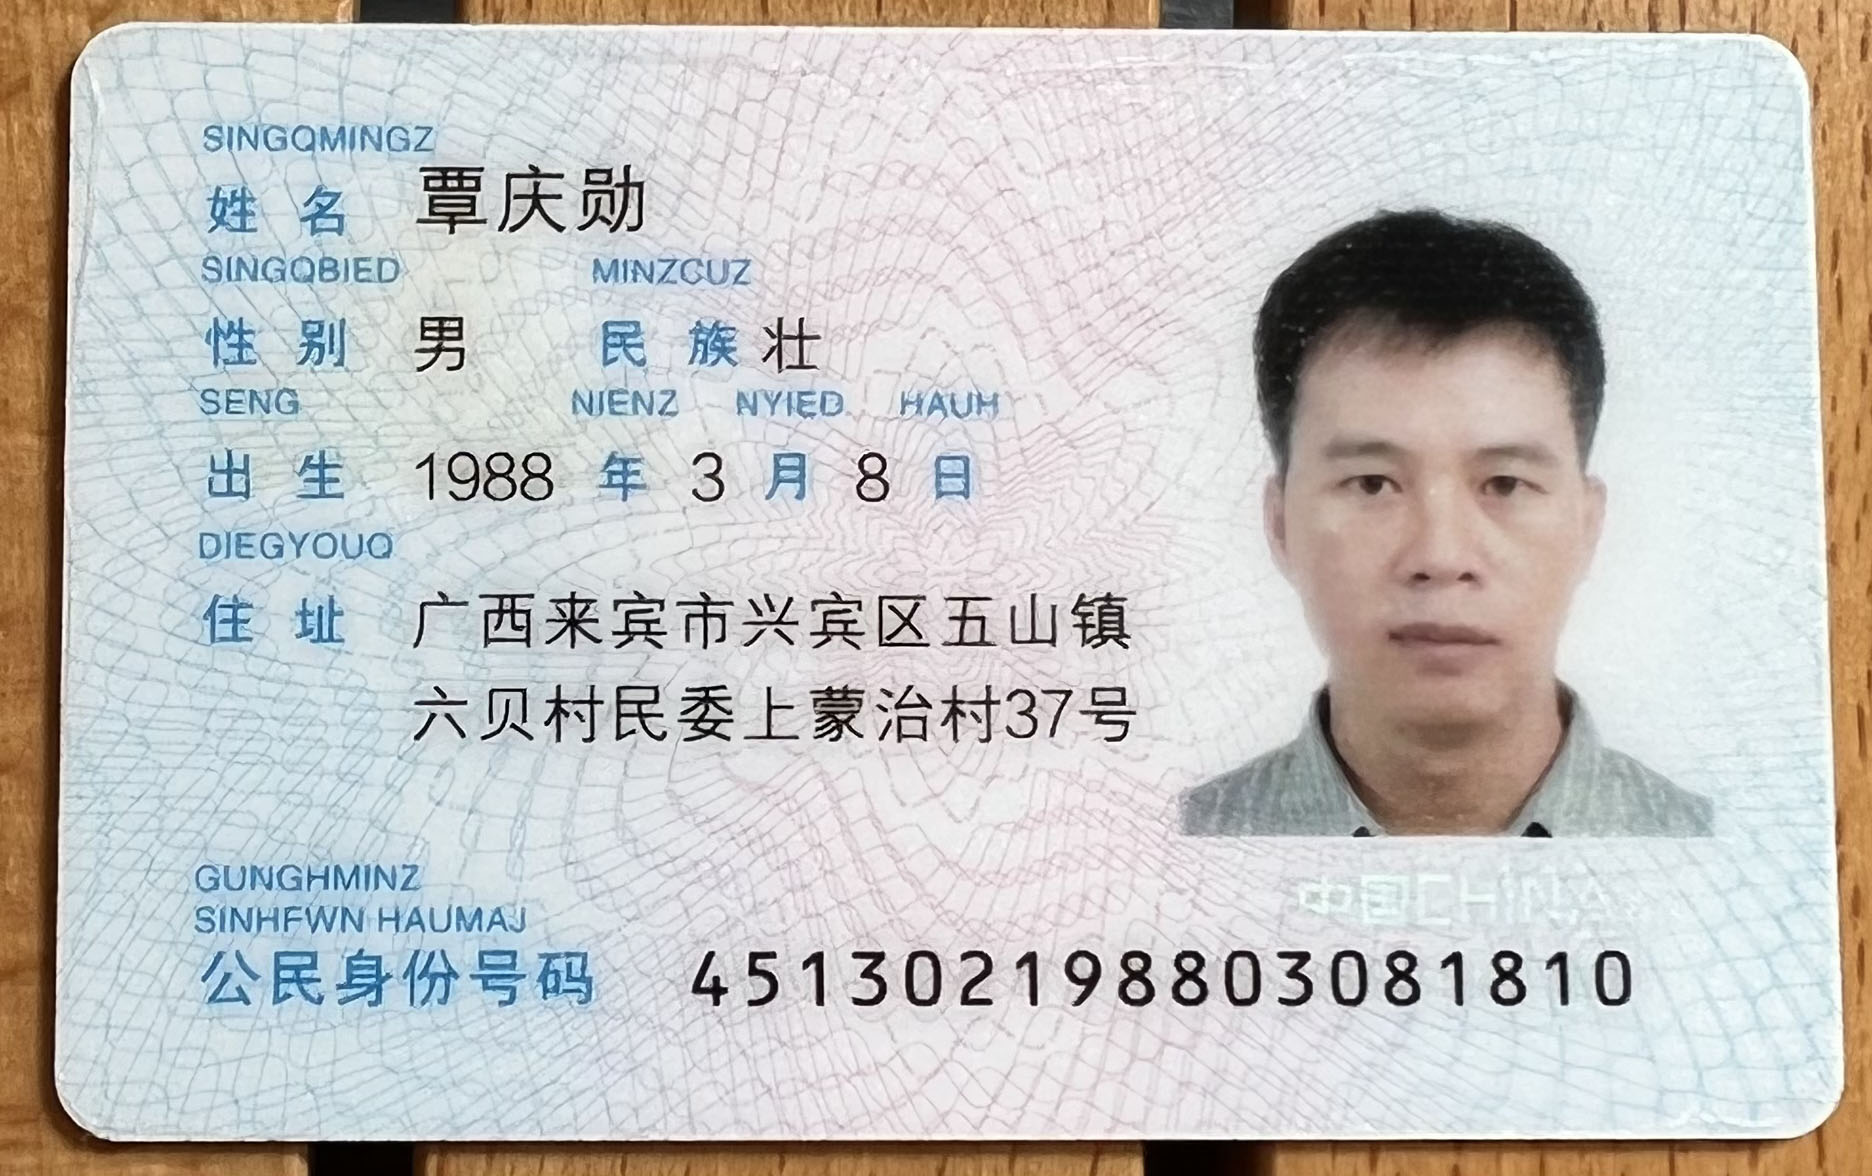 SINGQMINGZ
姓名 覃庆勋
SINGQBIED MINZCUZ
性别 男 民族 壮
SENG NIENZ NYIED HAUH
出生 1988 年 3 月 8 日
DIEGYOUQ
住址 广西来宾市兴宾区五山镇
六贝村民委上蒙治村37号
GUNGHMINZ
SINHFWN HAUMAJ
公民身份号码 451302198803081810
中国CHINA